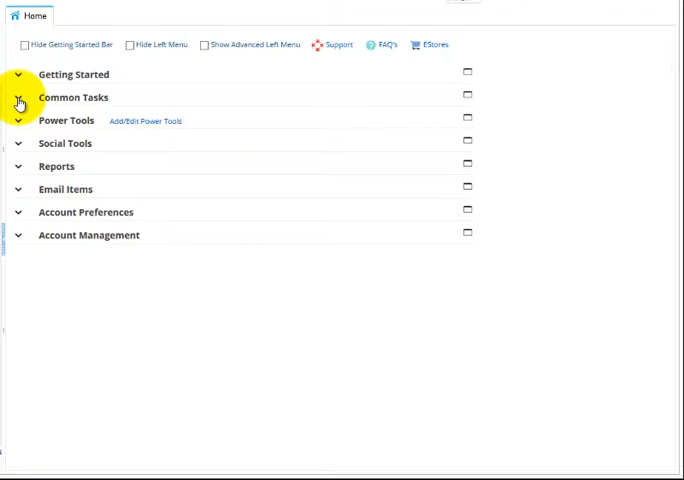 Home
Hide Getting Started Bar Hide Left Menu Show Advanced Left Menu Support FAQ's EStores
Getting Started
Common Tasks
Power Tools Add/Edit Power Tools
Social Tools
Reports
Email Items
Account Preferences
Account Management